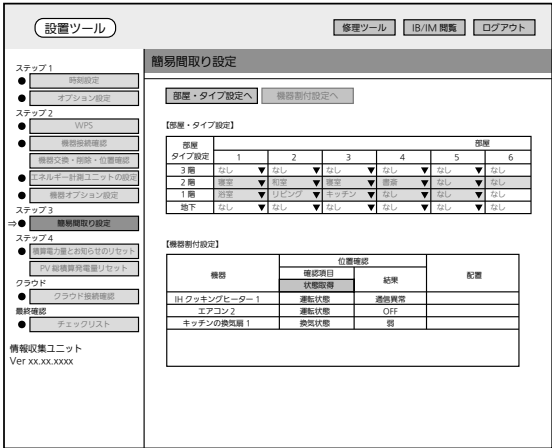 設置ツール
修理ツール IB/IM 閲覧 ログアウト
ステップ 1
● 時刻設定
● オプション設定
ステップ 2
● WPS
● 機器接続確認
機器交換・削除・位置確認
● エネルギー計測ユニットの設定
● 機器オプション設定
ステップ 3
⇒● 簡易間取り設定
ステップ 4
● 積算電力量とお知らせのリセット
PV 総積算発電量リセット
クラウド
● クラウド接続確認
最終確認
● チェックリスト
情報収集ユニット
Ver xx.xx.xxxx
簡易間取り設定
部屋・タイプ設定へ 機器割付設定へ
【部屋・タイプ設定】
部屋 部屋
タイプ設定 1 2 3 4 5 6
3 階 なし ▼ なし ▼ なし ▼ なし ▼ なし ▼ なし
2 階 寝室 ▼ 和室 ▼ 寝室 ▼ 書斎 ▼ なし ▼ なし
1 階 浴室 ▼ リビング ▼ キッチン ▼ なし ▼ なし ▼ なし
地下 なし ▼ なし ▼ なし ▼ なし ▼ なし ▼ なし
【機器割付設定】
機器 位置確認 配置
確認項目 結果
状態取得
IH クッキングヒーター 1 運転状態 通信異常
エアコン 2 運転状態 OFF
キッチンの換気扇 1 換気状態 弱